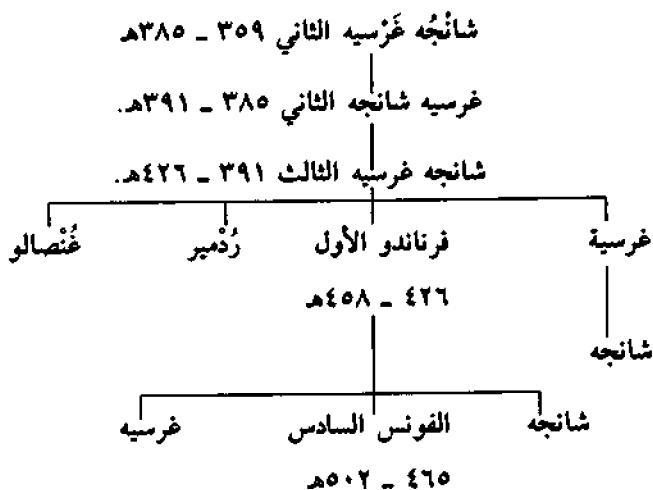 شانْجُه غَرْسيه الثاني ٣٥٩ ـ ٣٨٥هـ
غرسيه شانجه الثاني ٣٨٥ ـ ٣٩١هـ.
شانجه غرسيه الثالث ٣٩١ ـ ٤٢٦هـ.
غرسية فرناندو الأول رُدْمير غُنْصالو
٤٢٦ ـ ٤٥٨هـ
شانجه
شانجه الفونس السادس غرسيه
٤٦٥ ـ ٥٠٢هـ